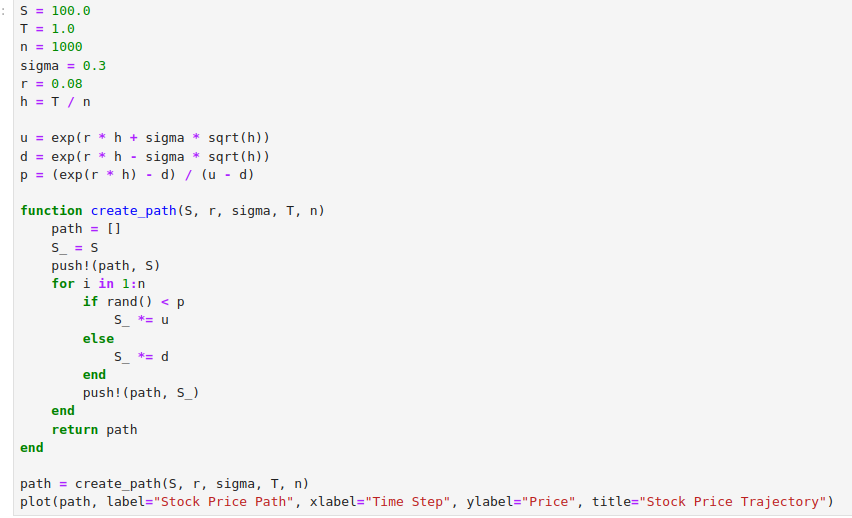 :
S = 100.0
T = 1.0
n = 1000
sigma = 0.3
r = 0.08
h = T / n

u = exp(r * h + sigma * sqrt(h))
d = exp(r * h - sigma * sqrt(h))
p = (exp(r * h) - d) / (u - d)

function create_path(S, r, sigma, T, n)
    path = []
    S_ = S
    push!(path, S)
    for i in 1:n
        if rand() < p
            S_ *= u
        else
            S_ *= d
        end
        push!(path, S_)
    end
    return path
end

path = create_path(S, r, sigma, T, n)
plot(path, label="Stock Price Path", xlabel="Time Step", ylabel="Price", title="Stock Price Trajectory")